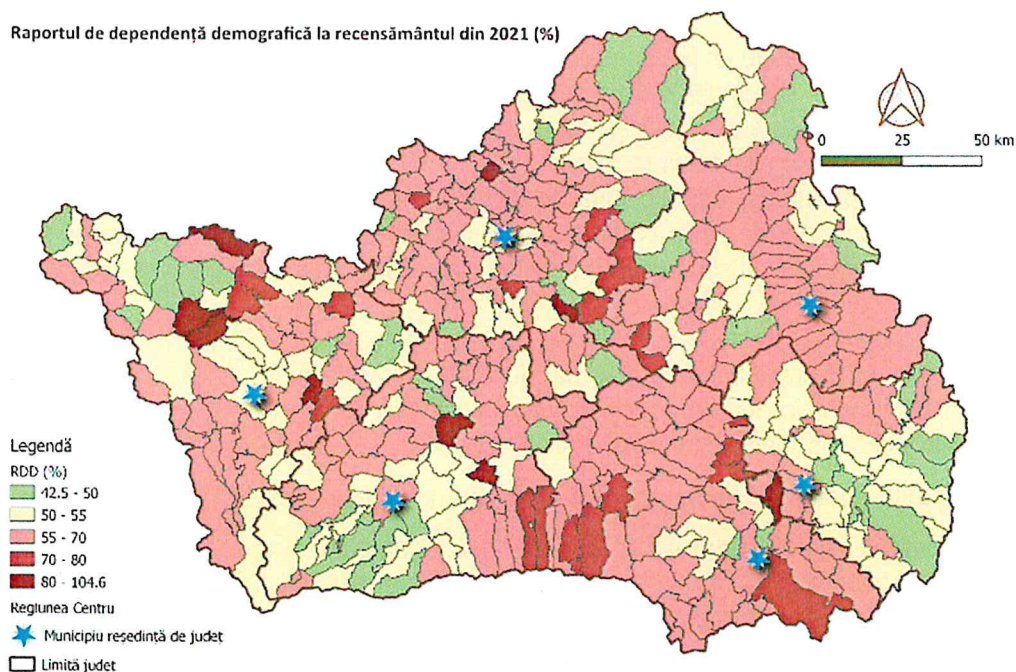 Raportul de dependență demografică la recensământul din 2021 (%)
0 25 50 km
Legendă
RDD (%)
42.5 - 50
50 - 55
55 - 70
70 - 80
80 - 104.6
Regiunea Centru
Municipiu reședință de județ
Limită județ